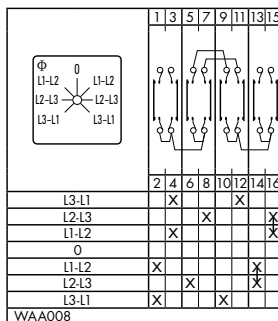 1 3 5 7 9 11 13 15
Φ 0
L1-L2 L1-L2
L2-L3 L2-L3
L3-L1 L3-L1
2 4 6 8 10 12 14 16
L3-L1 X X
L2-L3 X X
L1-L2 X X
0
L1-L2 X X
L2-L3 X X
L3-L1 X X
WAA008